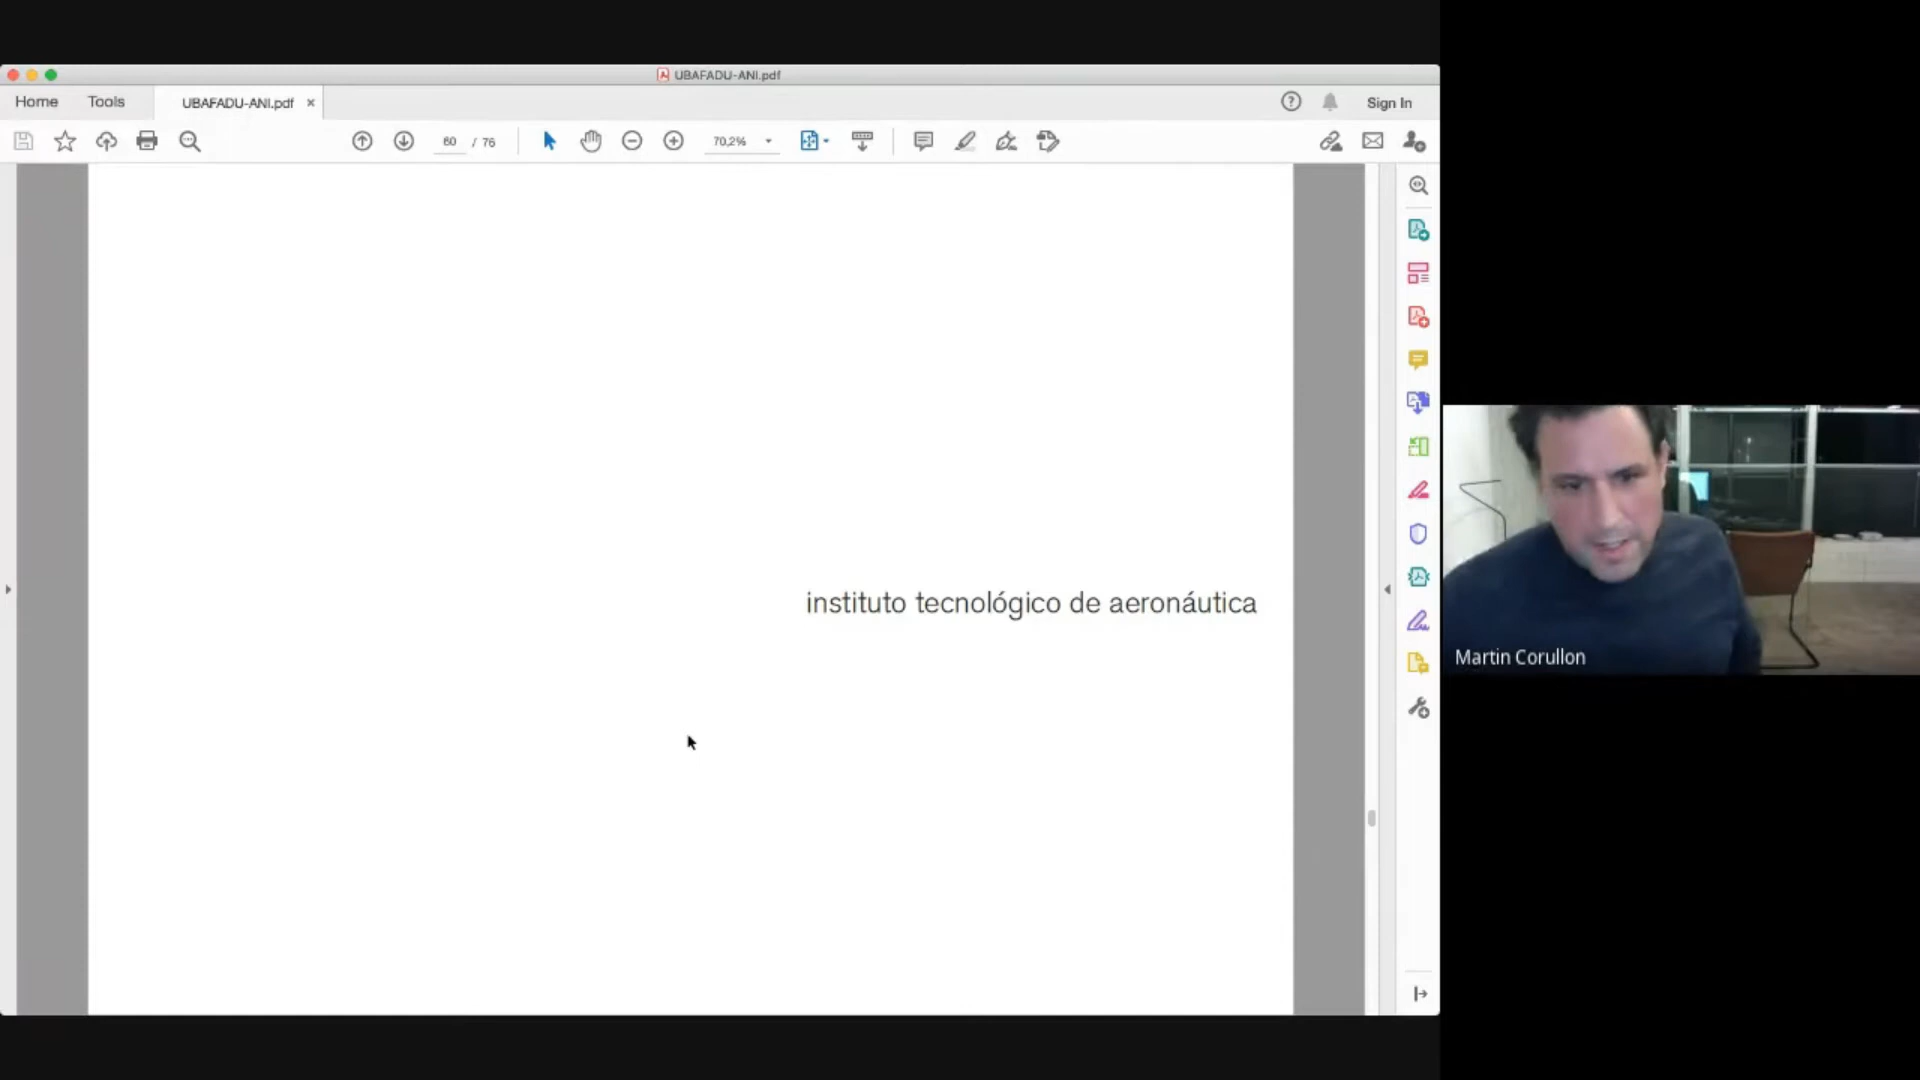 UBAFADU-ANI.pdf
Home Tools UBAFADU-ANI.pdf × Sign In
60 / 76 70,2%
instituto tecnológico de aeronáutica
Martin Corullon